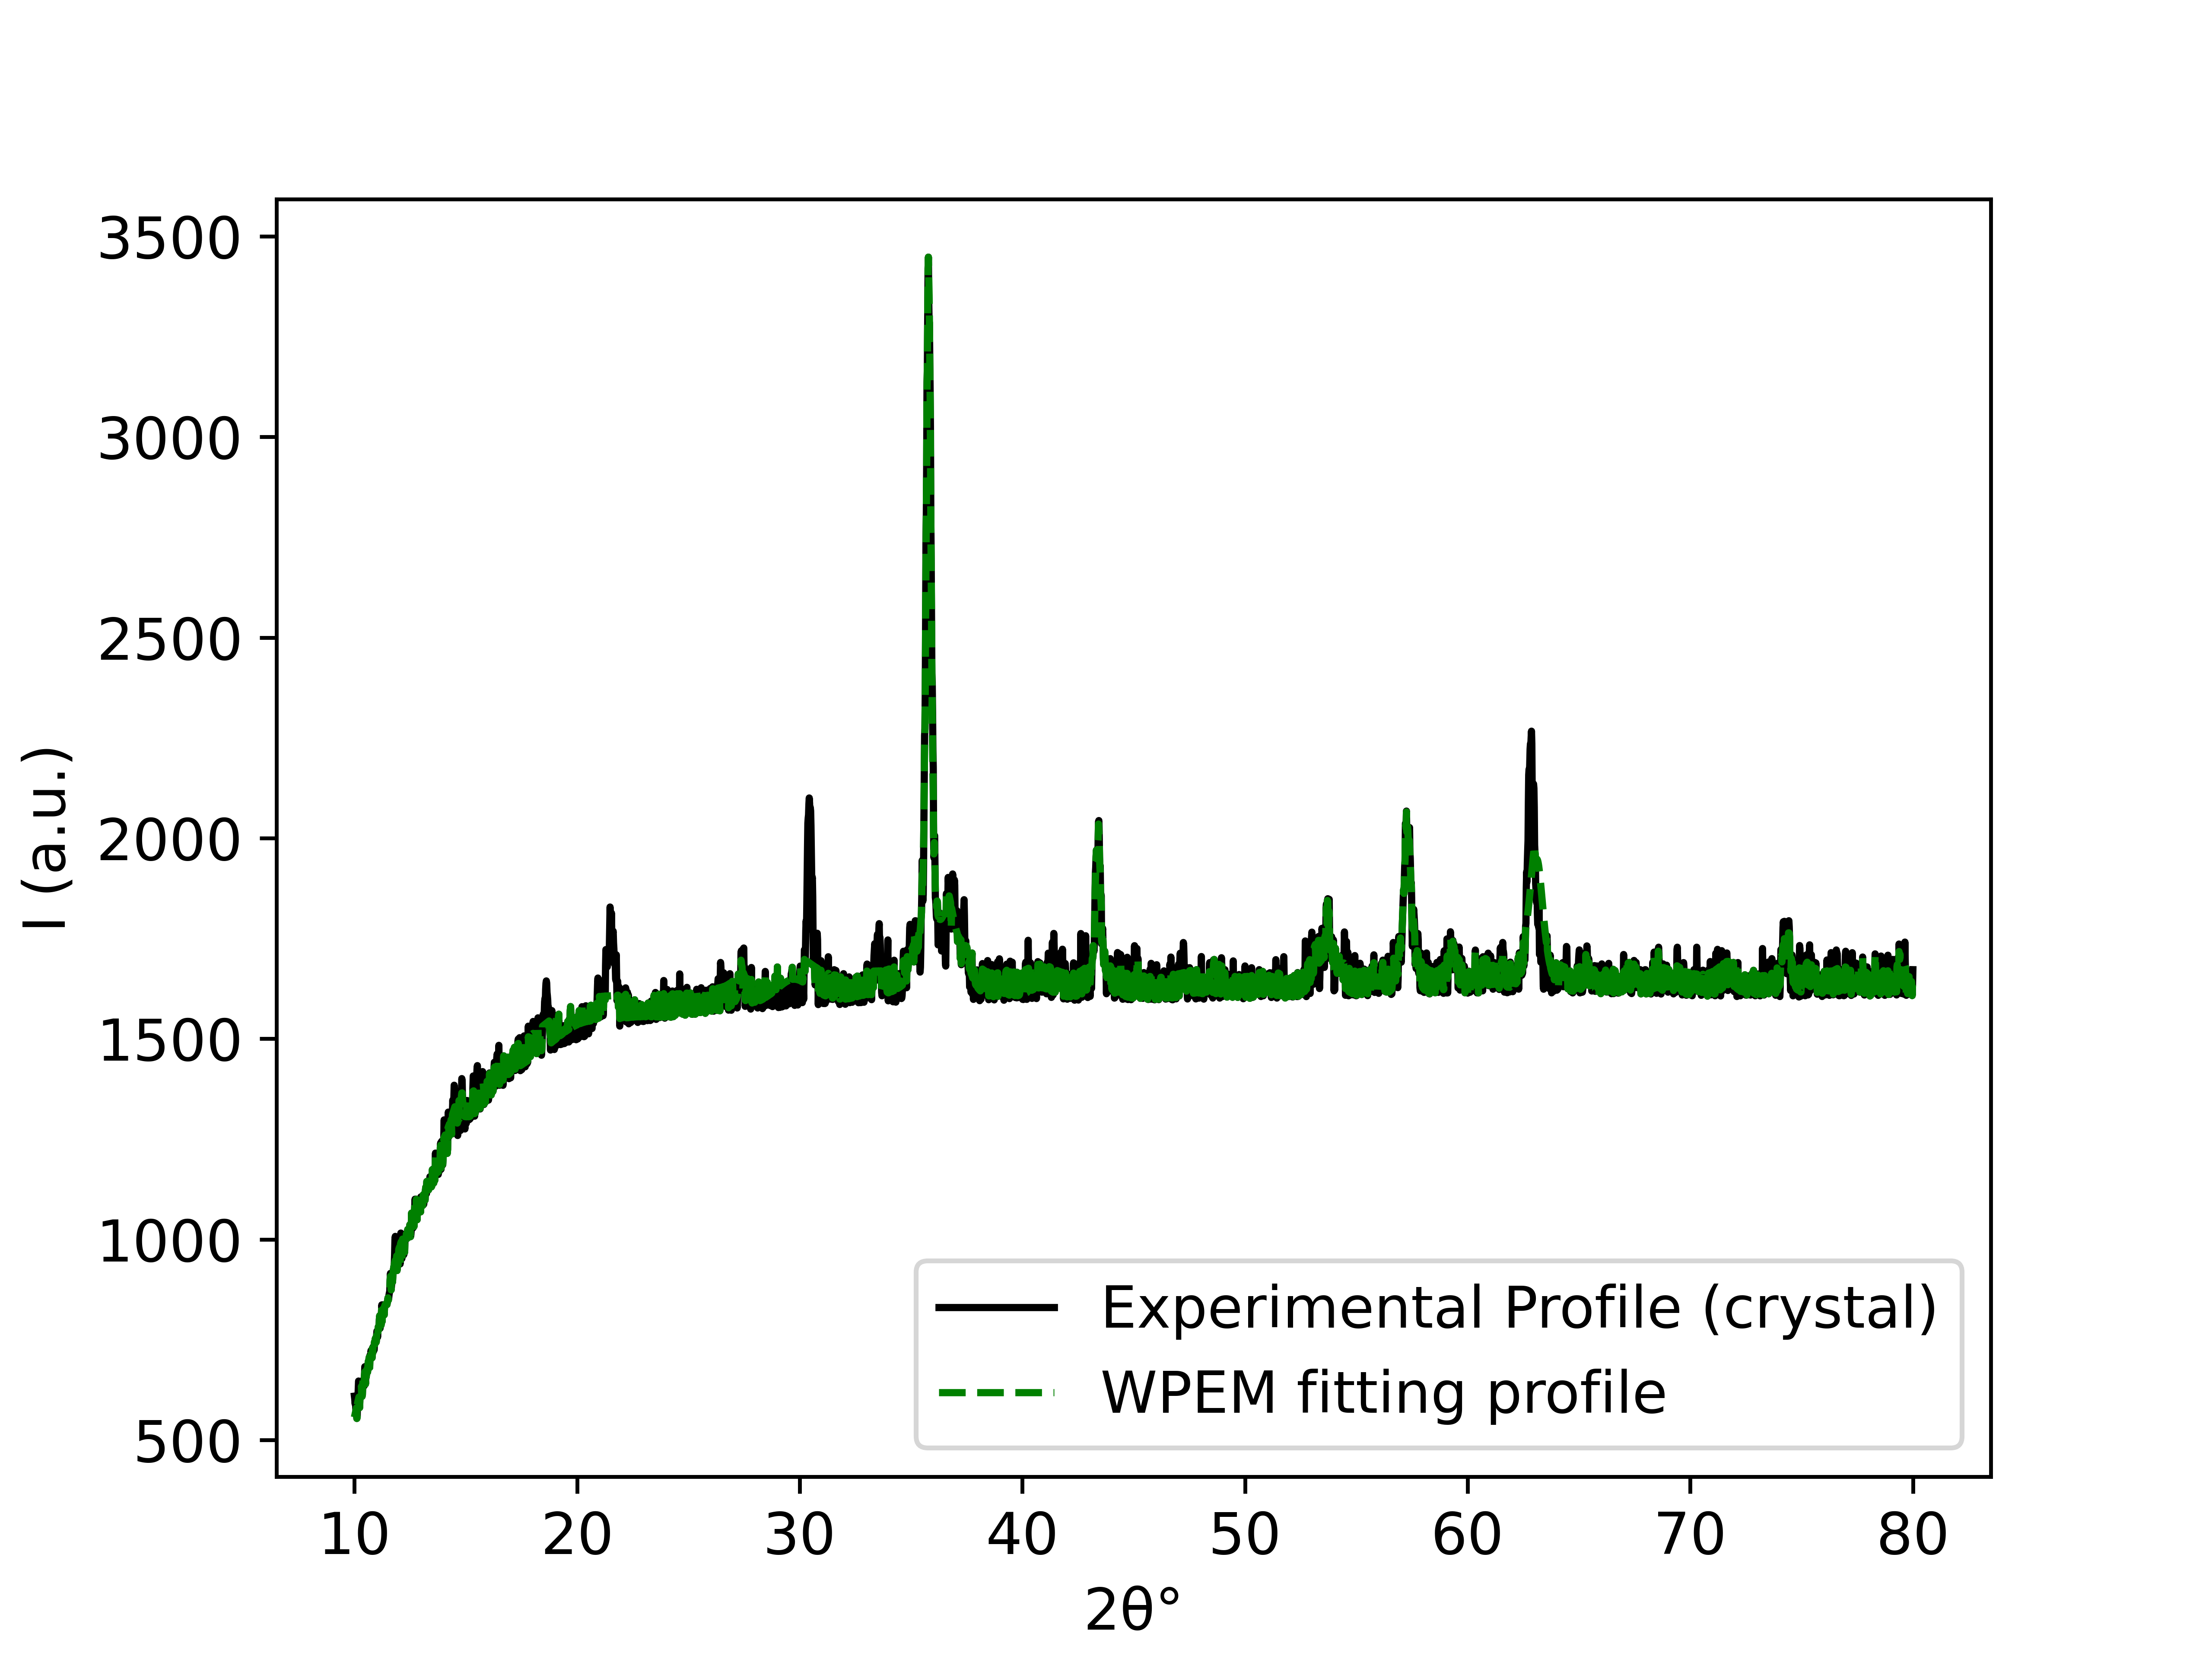 3500
3000
2500
2000
1500
1000
500
I (a.u.)
10 20 30 40 50 60 70 80
2θ°
Experimental Profile (crystal)
WPEM fitting profile